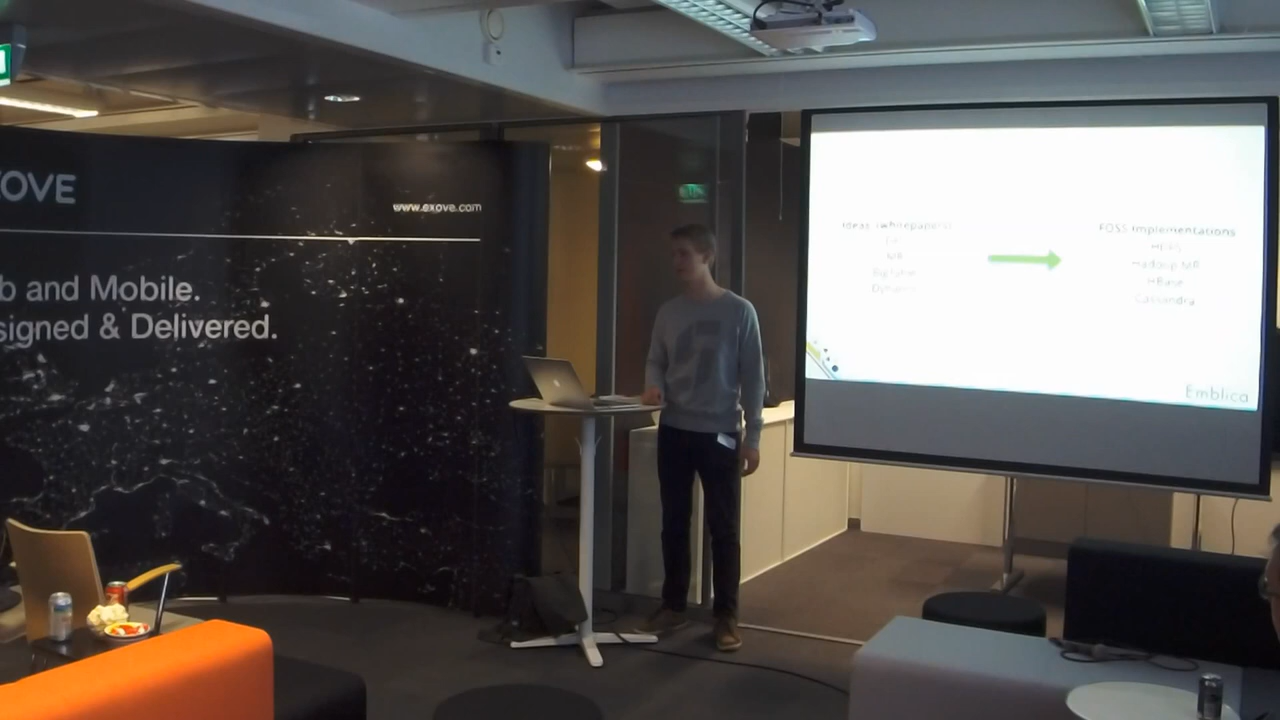 OVE
www.exove.com
b and Mobile.
signed & Delivered.
Ideas (whitepapers)
MR
BigTable
Dynamo
FOSS Implementations
HDFS
Hadoop MR
HBase
Cassandra
Emblica